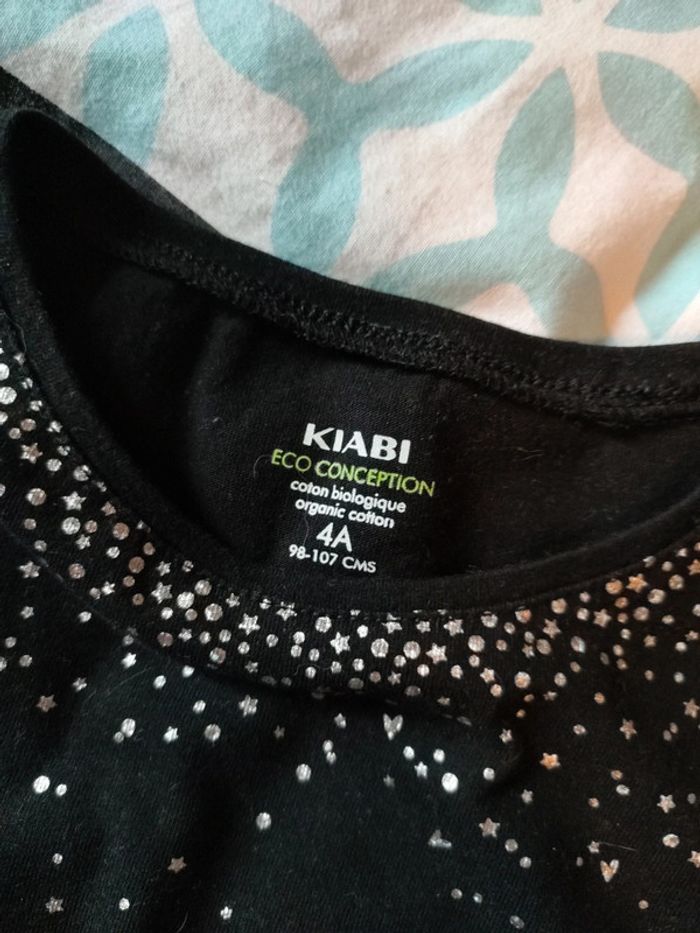 KIABI
ECO CONCEPTION
coton biologique
organic cotton
4A
98-107 CMS